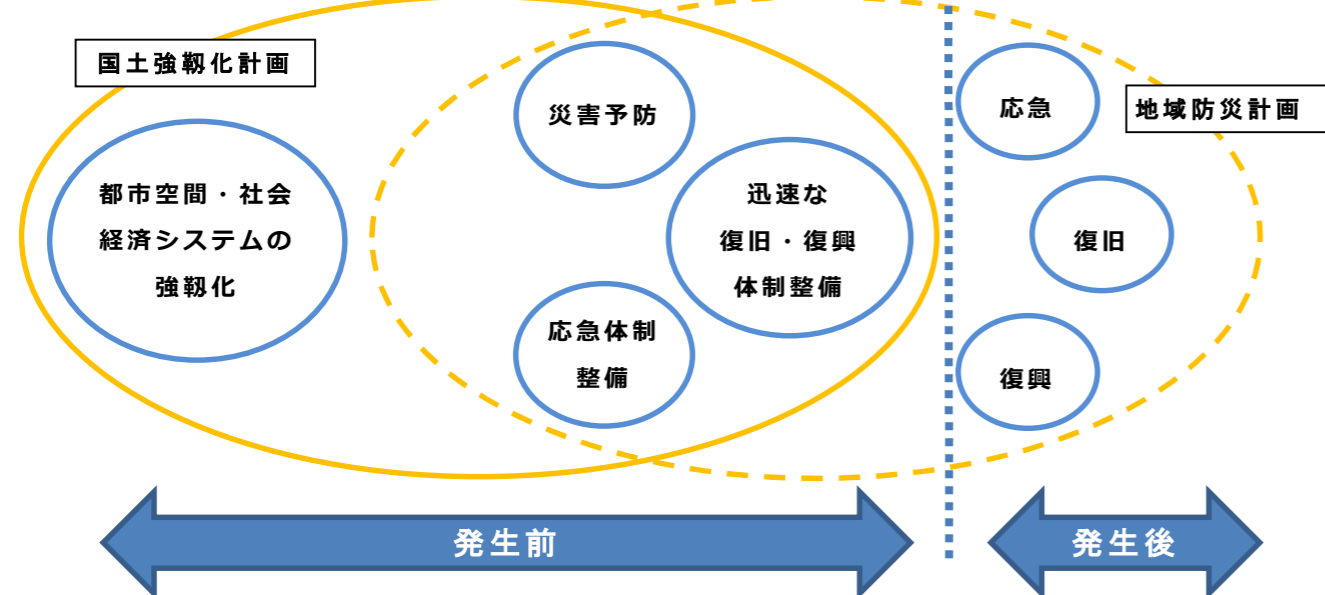 国土強靱化計画
災害予防
応急
地域防災計画
都市空間・社会
経済システムの
強靱化
迅速な
復旧・復興
体制整備
復旧
応急体制
整備
復興
発生前
発生後